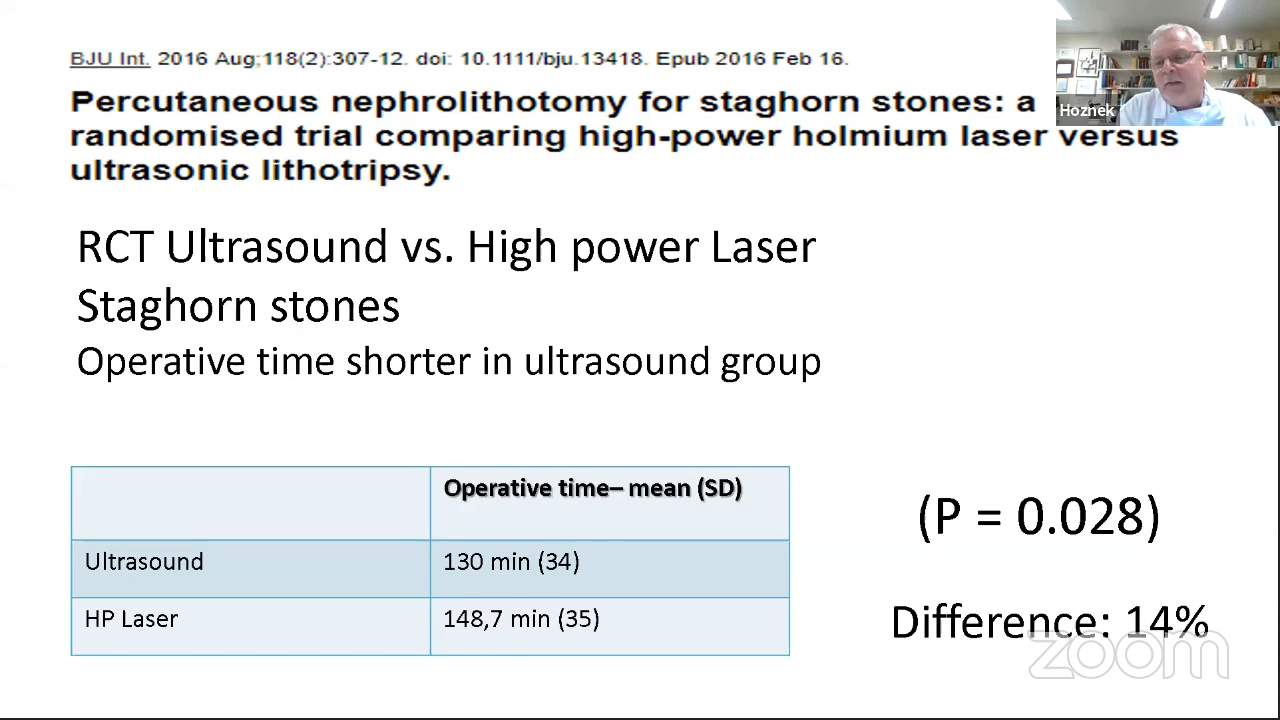 BJU Int. 2016 Aug;118(2):307-12. doi: 10.1111/bju.13418. Epub 2016 Feb 16.
Percutaneous nephrolithotomy for staghorn stones: a
randomised trial comparing high-power holmium laser versus
ultrasonic lithotripsy.
Hoznek
RCT Ultrasound vs. High power Laser
Staghorn stones
Operative time shorter in ultrasound group
Operative time– mean (SD)
Ultrasound 130 min (34)
HP Laser 148,7 min (35)
(P = 0.028)
Difference: 14%
zoom